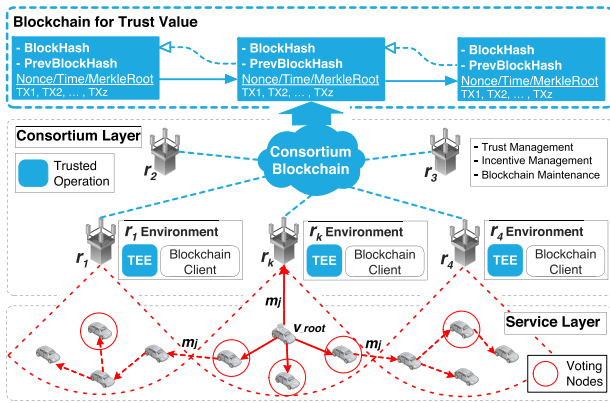 Blockchain for Trust Value
- BlockHash
- PrevBlockHash
Nonce/Time/MerkleRoot
TX1, TX2, ... , TXz
- BlockHash
- PrevBlockHash
Nonce/Time/MerkleRoot
TX1, TX2, ... , TXz
- BlockHash
- PrevBlockHash
Nonce/Time/MerkleRoot
TX1, TX2, ... , TXz
Consortium Layer
Trusted
Operation
r2
Consortium
Blockchain
r3
- Trust Management
- Incentive Management
- Blockchain Maintenance
r1
r1 Environment
TEE
Blockchain
Client
rk
rk Environment
TEE
Blockchain
Client
r4
r4 Environment
TEE
Blockchain
Client
mj
Service Layer
v root
mj
mj
Voting
Nodes